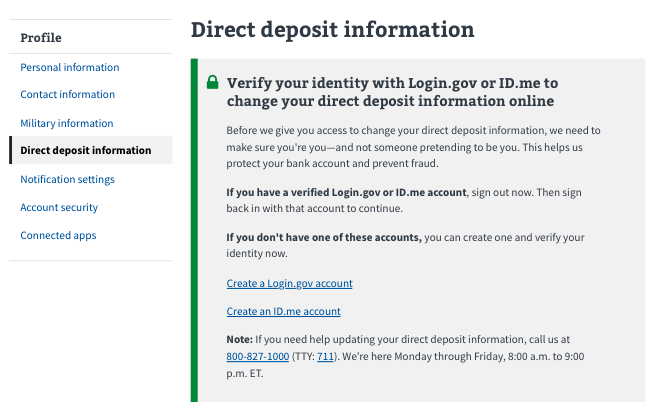 Direct deposit information
Profile
Personal information
Contact information
Military information
Direct deposit information
Notification settings
Account security
Connected apps
Verify your identity with Login.gov or ID.me to
change your direct deposit information online
Before we give you access to change your direct deposit information, we need to
make sure you're you—and not someone pretending to be you. This helps us
protect your bank account and prevent fraud.
If you have a verified Login.gov or ID.me account, sign out now. Then sign
back in with that account to continue.
If you don't have one of these accounts, you can create one and verify your
identity now.
Create a Login.gov account
Create an ID.me account
Note: If you need help updating your direct deposit information, call us at
800-827-1000 (TTY: 711). We're here Monday through Friday, 8:00 a.m. to 9:00
p.m. ET.